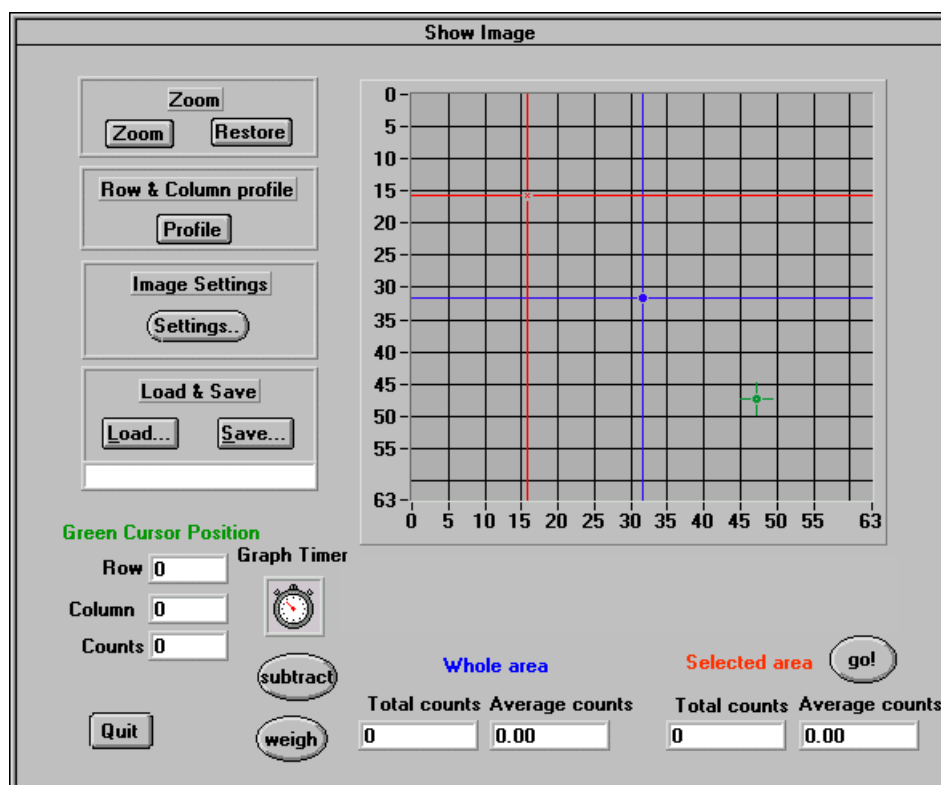 Show Image
Zoom
Zoom Restore
Row & Column profile
Profile
Image Settings
Settings..
Load & Save
Load... Save...
0
5
10
15
20
25
30
35
40
45
50
55
63
0 5 10 15 20 25 30 35 40 45 50 55 63
Green Cursor Position
Row 0
Column 0
Counts 0
Graph Timer
subtract
weigh
Quit
Whole area
Total counts Average counts
0 0.00
Selected area go!
Total counts Average counts
0 0.00